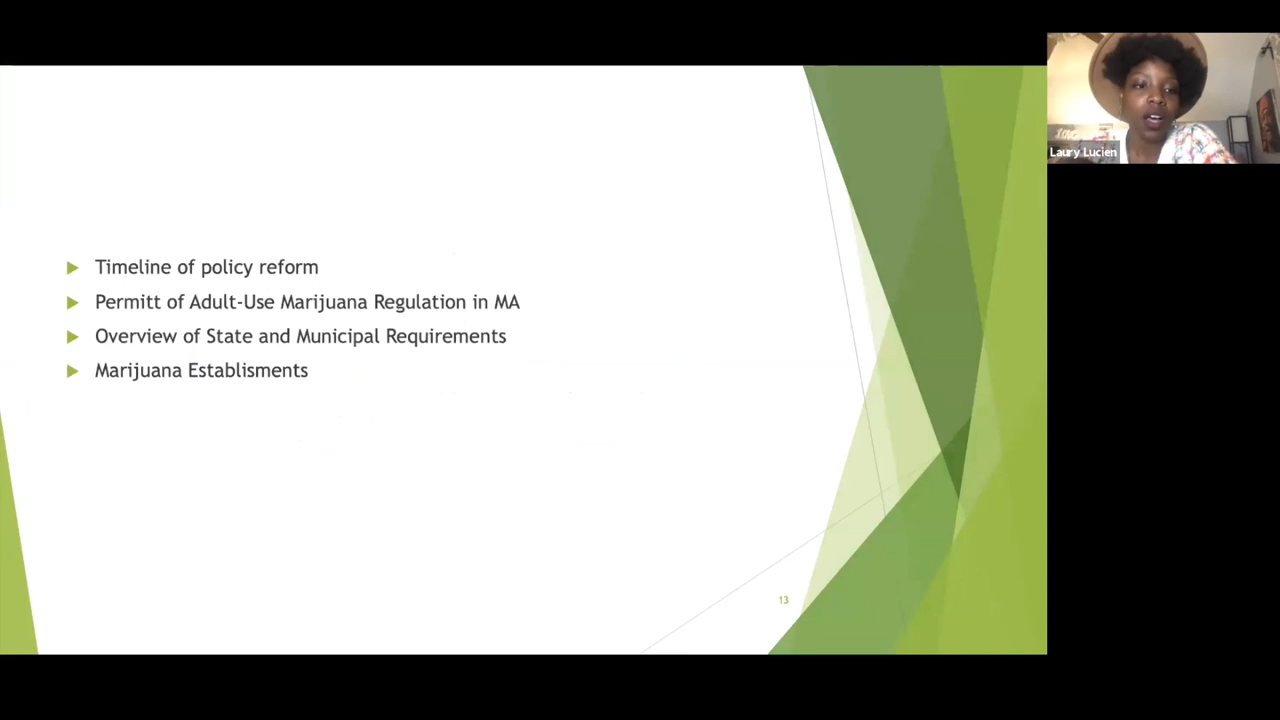 Timeline of policy reform
Permitt of Adult-Use Marijuana Regulation in MA
Overview of State and Municipal Requirements
Marijuana Establisments
13
Laury Lucien